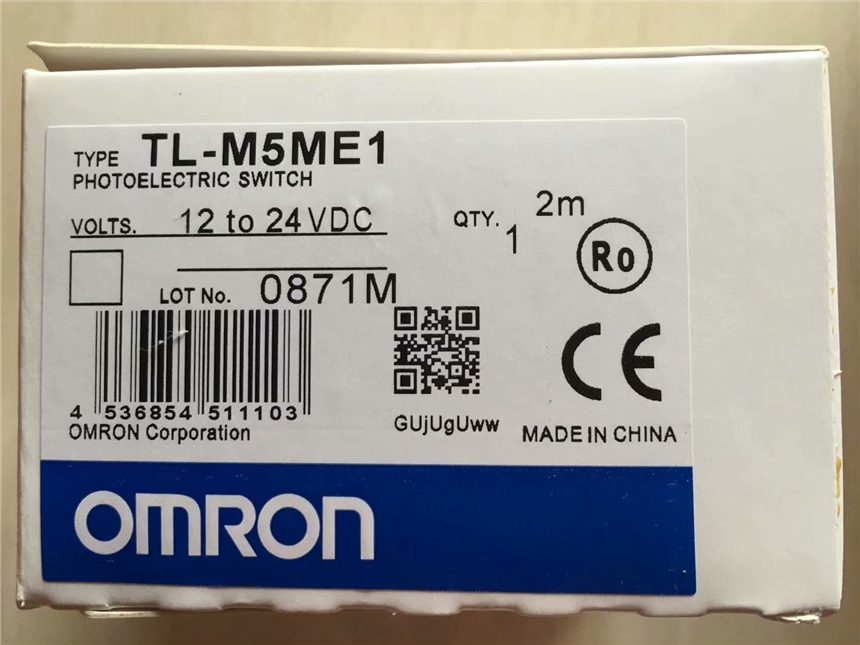 TYPE TL-M5ME1
PHOTOELECTRIC SWITCH
VOLTS. 12 to 24VDC
QTY. 1 2m
Ro
LOT No. 0871M
4 536854 511103
GUjUgUww
CE
OMRON Corporation
MADE IN CHINA
OMRON